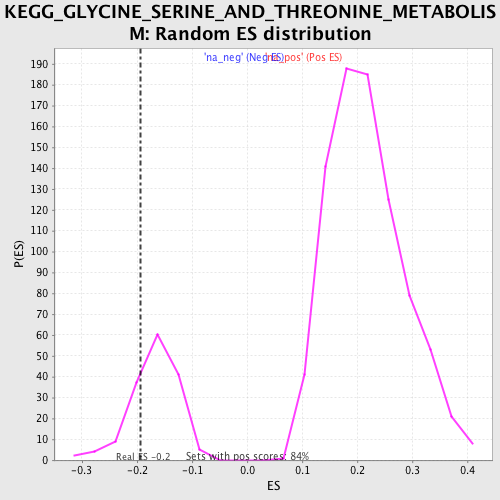 KEGG_GLYCINE_SERINE_AND_THREONINE_METABOLIS
M: Random ES distribution
'na_neg' (Neg ES) 'na_pos' (Pos ES)
190
180
170
160
150
140
130
120
110
100
90
80
70
60
50
40
30
20
10
0
P(ES)
Real ES -0.2 Sets with pos scores: 84%
-0.3 -0.2 -0.1 0.0 0.1 0.2 0.3 0.4
ES